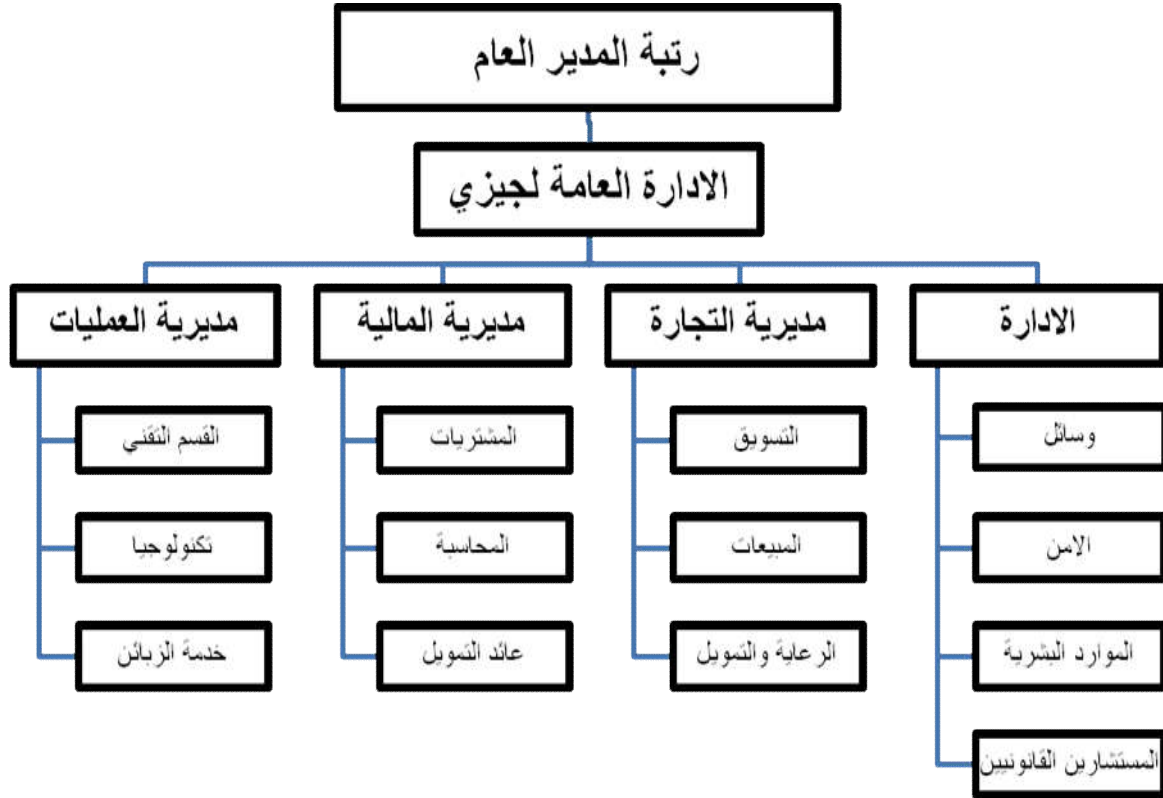 رتبة المدير العام
الادارة العامة لجيزي
الادارة
مديرية التجارة
مديرية المالية
مديرية العمليات
وسائل
التسويق
المشتريات
القسم التقني
الامن
المبيعات
المحاسبة
تكنولوجيا
الموارد البشرية
الرعاية والتمويل
عائد التمويل
خدمة الزبائن
المستشارين القانونيين